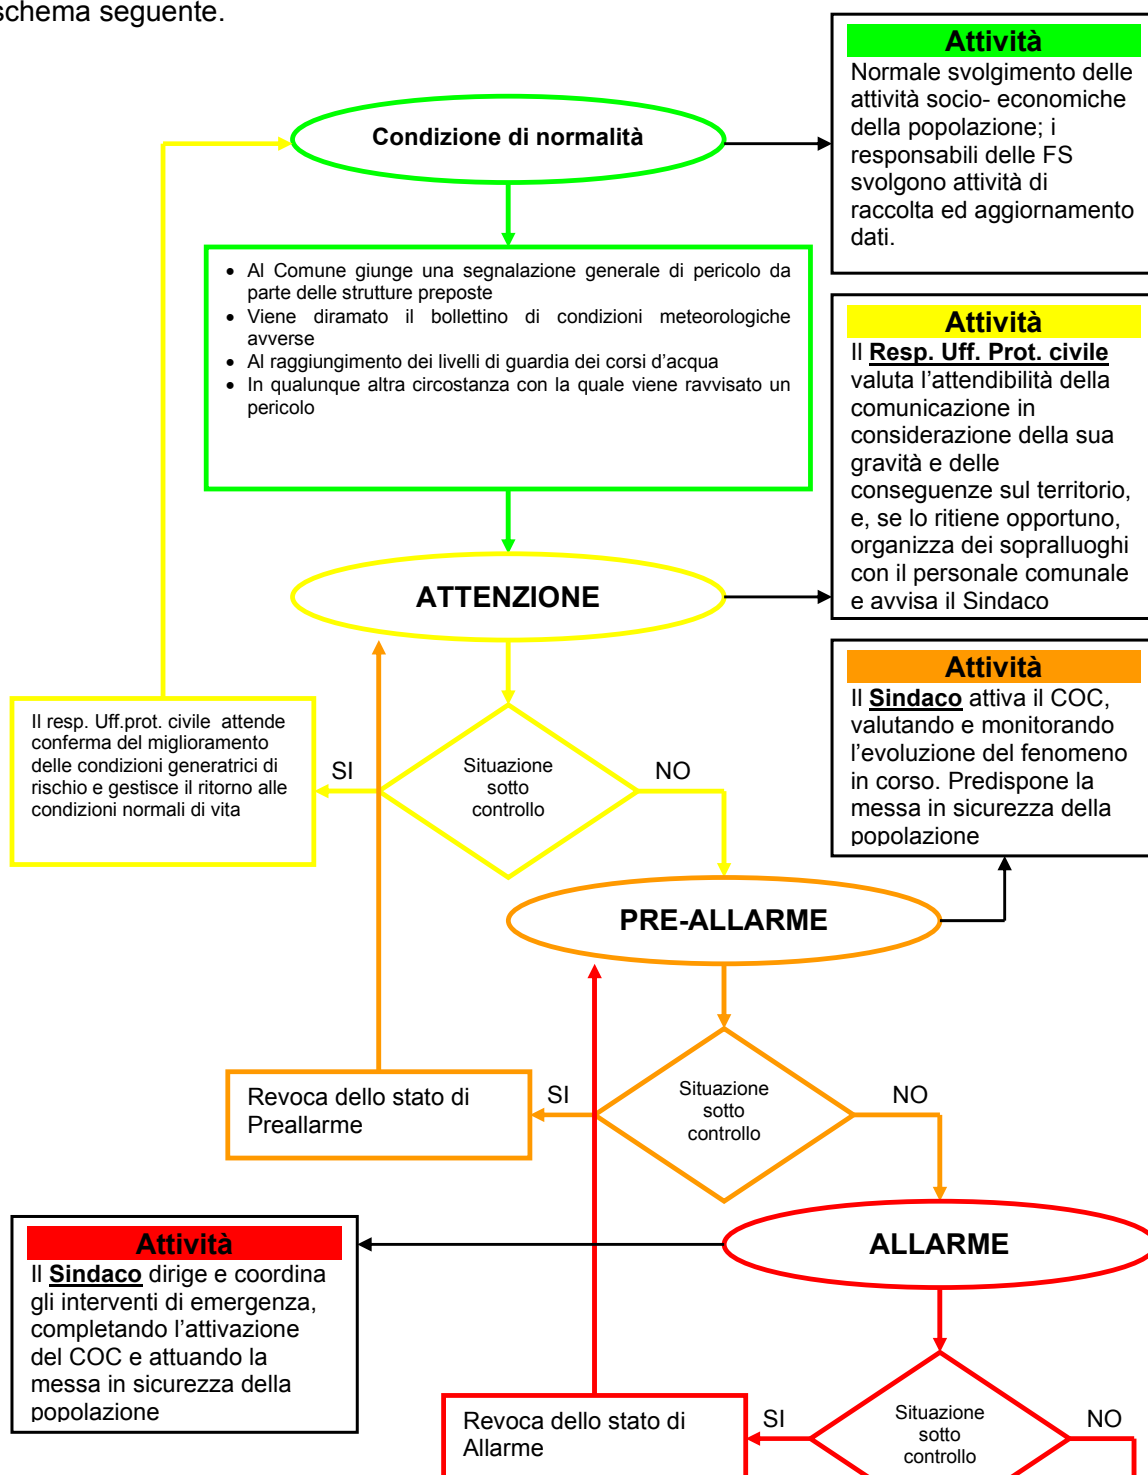 schema seguente.
Attività
Normale svolgimento delle
attività socio- economiche
della popolazione; i
responsabili delle FS
svolgono attività di
raccolta ed aggiornamento
dati.
Condizione di normalità
• Al Comune giunge una segnalazione generale di pericolo da
parte delle strutture preposte
• Viene diramato il bollettino di condizioni meteorologiche
avverse
• Al raggiungimento dei livelli di guardia dei corsi d’acqua
• In qualunque altra circostanza con la quale viene ravvisato un
pericolo
Attività
Il Resp. Uff. Prot. civile
valuta l’attendibilità della
comunicazione in
considerazione della sua
gravità e delle
conseguenze sul territorio,
e, se lo ritiene opportuno,
organizza dei sopralluoghi
con il personale comunale
e avvisa il Sindaco
ATTENZIONE
Attività
Il Sindaco attiva il COC,
valutando e monitorando
l’evoluzione del fenomeno
in corso. Predispone la
messa in sicurezza della
popolazione
Il resp. Uff.prot. civile attende
conferma del miglioramento
delle condizioni generatrici di
rischio e gestisce il ritorno alle
condizioni normali di vita
SI
Situazione
sotto
controllo
NO
PRE-ALLARME
Revoca dello stato di
Preallarme
SI
Situazione
sotto
controllo
NO
ALLARME
Attività
Il Sindaco dirige e coordina
gli interventi di emergenza,
completando l’attivazione
del COC e attuando la
messa in sicurezza della
popolazione
Revoca dello stato di
Allarme
SI
Situazione
sotto
controllo
NO